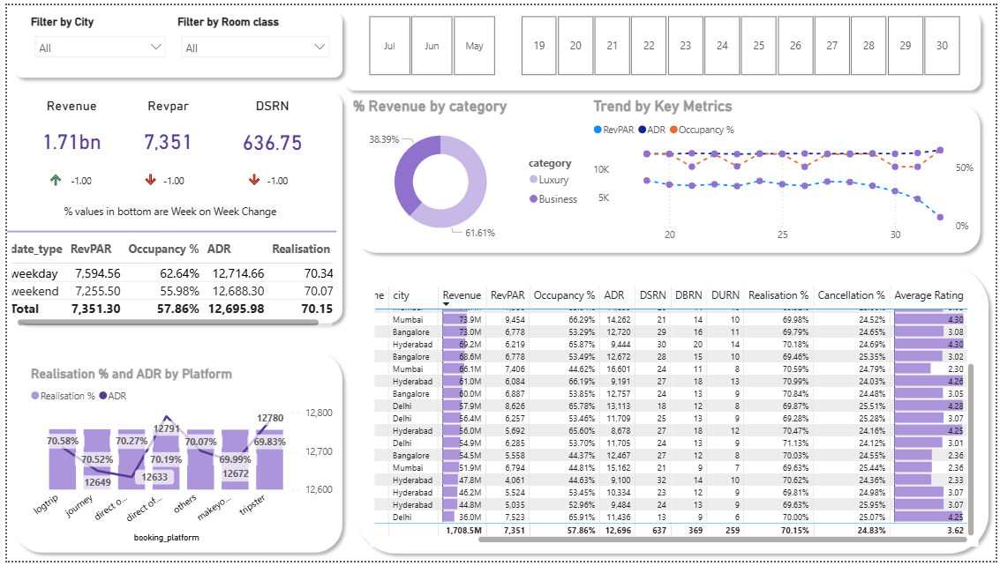 Filter by City
Filter by Room class
All
All
Jul
Jun
May
19 20 21 22 23 24 25 26 27 28 29 30
Revenue Revpar DSRN
1.71bn 7,351 636.75
-1.00 -1.00 -1.00
% values in bottom are Week on Week Change
date_type RevPAR Occupancy % ADR Realisation
weekday 7,594.56 62.64% 12,714.66 70.34
weekend 7,255.50 55.98% 12,688.30 70.07
Total 7,351.30 57.86% 12,695.98 70.15
% Revenue by category
38.39%
61.61%
category
Luxury
Business
Trend by Key Metrics
RevPAR ADR Occupancy %
10K
5K
50%
0%
20 25 30
Realisation % and ADR by Platform
Realisation % ADR
12,800
12,700
12,600
70.58% 70.52% 70.27% 70.19% 70.07% 69.99% 69.83%
12649 12633 12791 12672 12780
logtrip journey direct o... direct of... others makeyo... tripster
booking_platform
ne city Revenue RevPAR Occupancy % ADR DSRN DBRN DURN Realisation % Cancellation % Average Rating
Mumbai 73.9M 9,454 66.29% 14,262 21 14 10 69.98% 24.52% 4.30
Bangalore 73.0M 6,778 53.29% 12,720 29 16 11 69.79% 24.65% 3.08
Hyderabad 69.2M 6,219 65.87% 9,444 30 20 14 70.18% 24.69% 4.30
Bangalore 68.6M 6,778 53.49% 12,672 28 15 10 69.46% 25.35% 3.02
Mumbai 66.1M 7,406 44.62% 16,601 24 11 8 70.59% 24.79% 2.30
Hyderabad 61.0M 6,084 66.19% 9,191 27 18 13 70.99% 24.03% 4.26
Bangalore 60.0M 6,887 53.85% 12,757 24 13 9 70.84% 24.48% 3.05
Delhi 57.9M 8,626 65.78% 13,113 18 12 8 69.87% 25.51% 4.28
Delhi 56.4M 6,257 53.46% 11,709 25 13 9 69.28% 25.28% 3.07
Hyderabad 56.0M 5,692 65.60% 8,678 27 18 12 70.47% 24.16% 4.25
Delhi 54.9M 6,285 53.70% 11,705 24 13 9 71.13% 24.12% 3.01
Bangalore 54.5M 5,558 44.37% 12,467 27 12 8 70.03% 24.55% 2.36
Mumbai 51.9M 6,794 44.81% 15,162 21 9 7 69.63% 25.44% 2.36
Hyderabad 47.8M 4,061 44.63% 9,100 32 14 10 70.62% 24.36% 2.33
Hyderabad 46.2M 5,524 53.45% 10,334 23 12 9 69.81% 24.98% 3.07
Hyderabad 44.8M 5,035 52.96% 9,484 24 13 9 69.63% 25.95% 3.07
Delhi 36.0M 7,523 65.91% 11,436 13 9 6 70.00% 25.07% 4.25
1,708.5M 7,351 57.86% 12,696 637 369 259 70.15% 24.83% 3.62